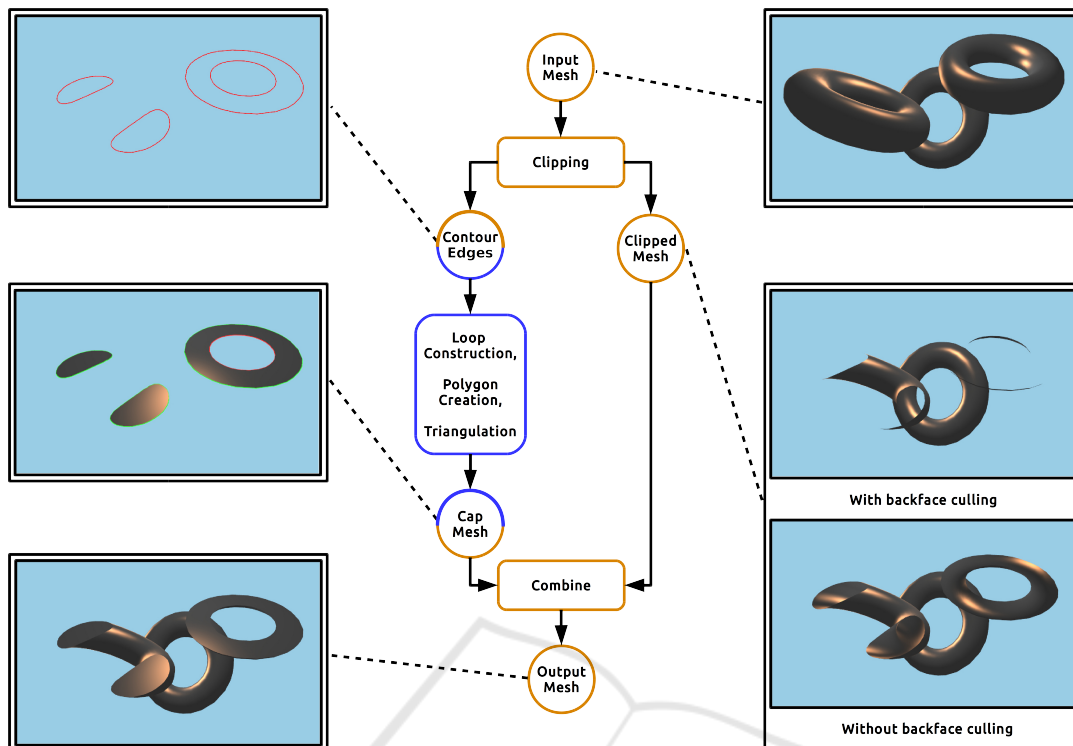 Input
Mesh
Clipping
Contour
Edges
Clipped
Mesh
Loop
Construction,
Polygon
Creation,
Triangulation
With backface culling
Cap
Mesh
Combine
Output
Mesh
Without backface culling